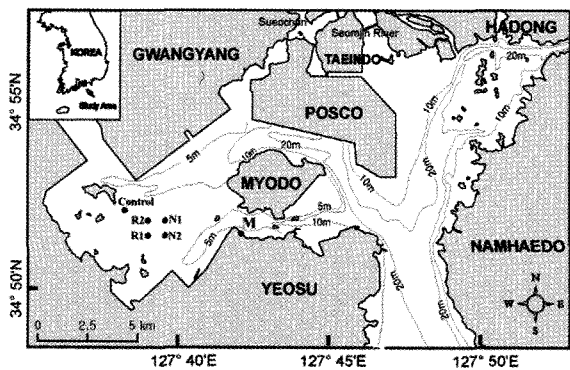 KOREA
Study Area
Sueochon
Seomjin River
HADONG
GWANGYANG
TAEINDO
20m
34° 55'N
POSCO
10m
10m
5m
10m
20m
20m
MYODO
10m
Control
5m
R2 N1
M
10m
R1 N2
5m
NAMHAEDO
34° 50'N
YEOSU
20m
20m
N
W E
S
0 2.5 5 km
127° 40'E
127° 45'E
127° 50'E